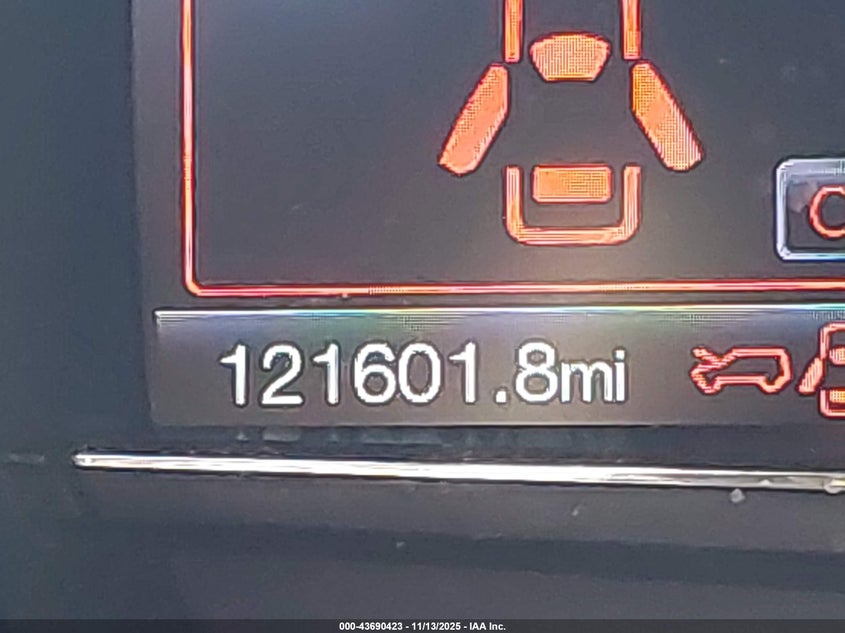 121601.8mi
000-43690423 - 11/13/2025 - IAA Inc.